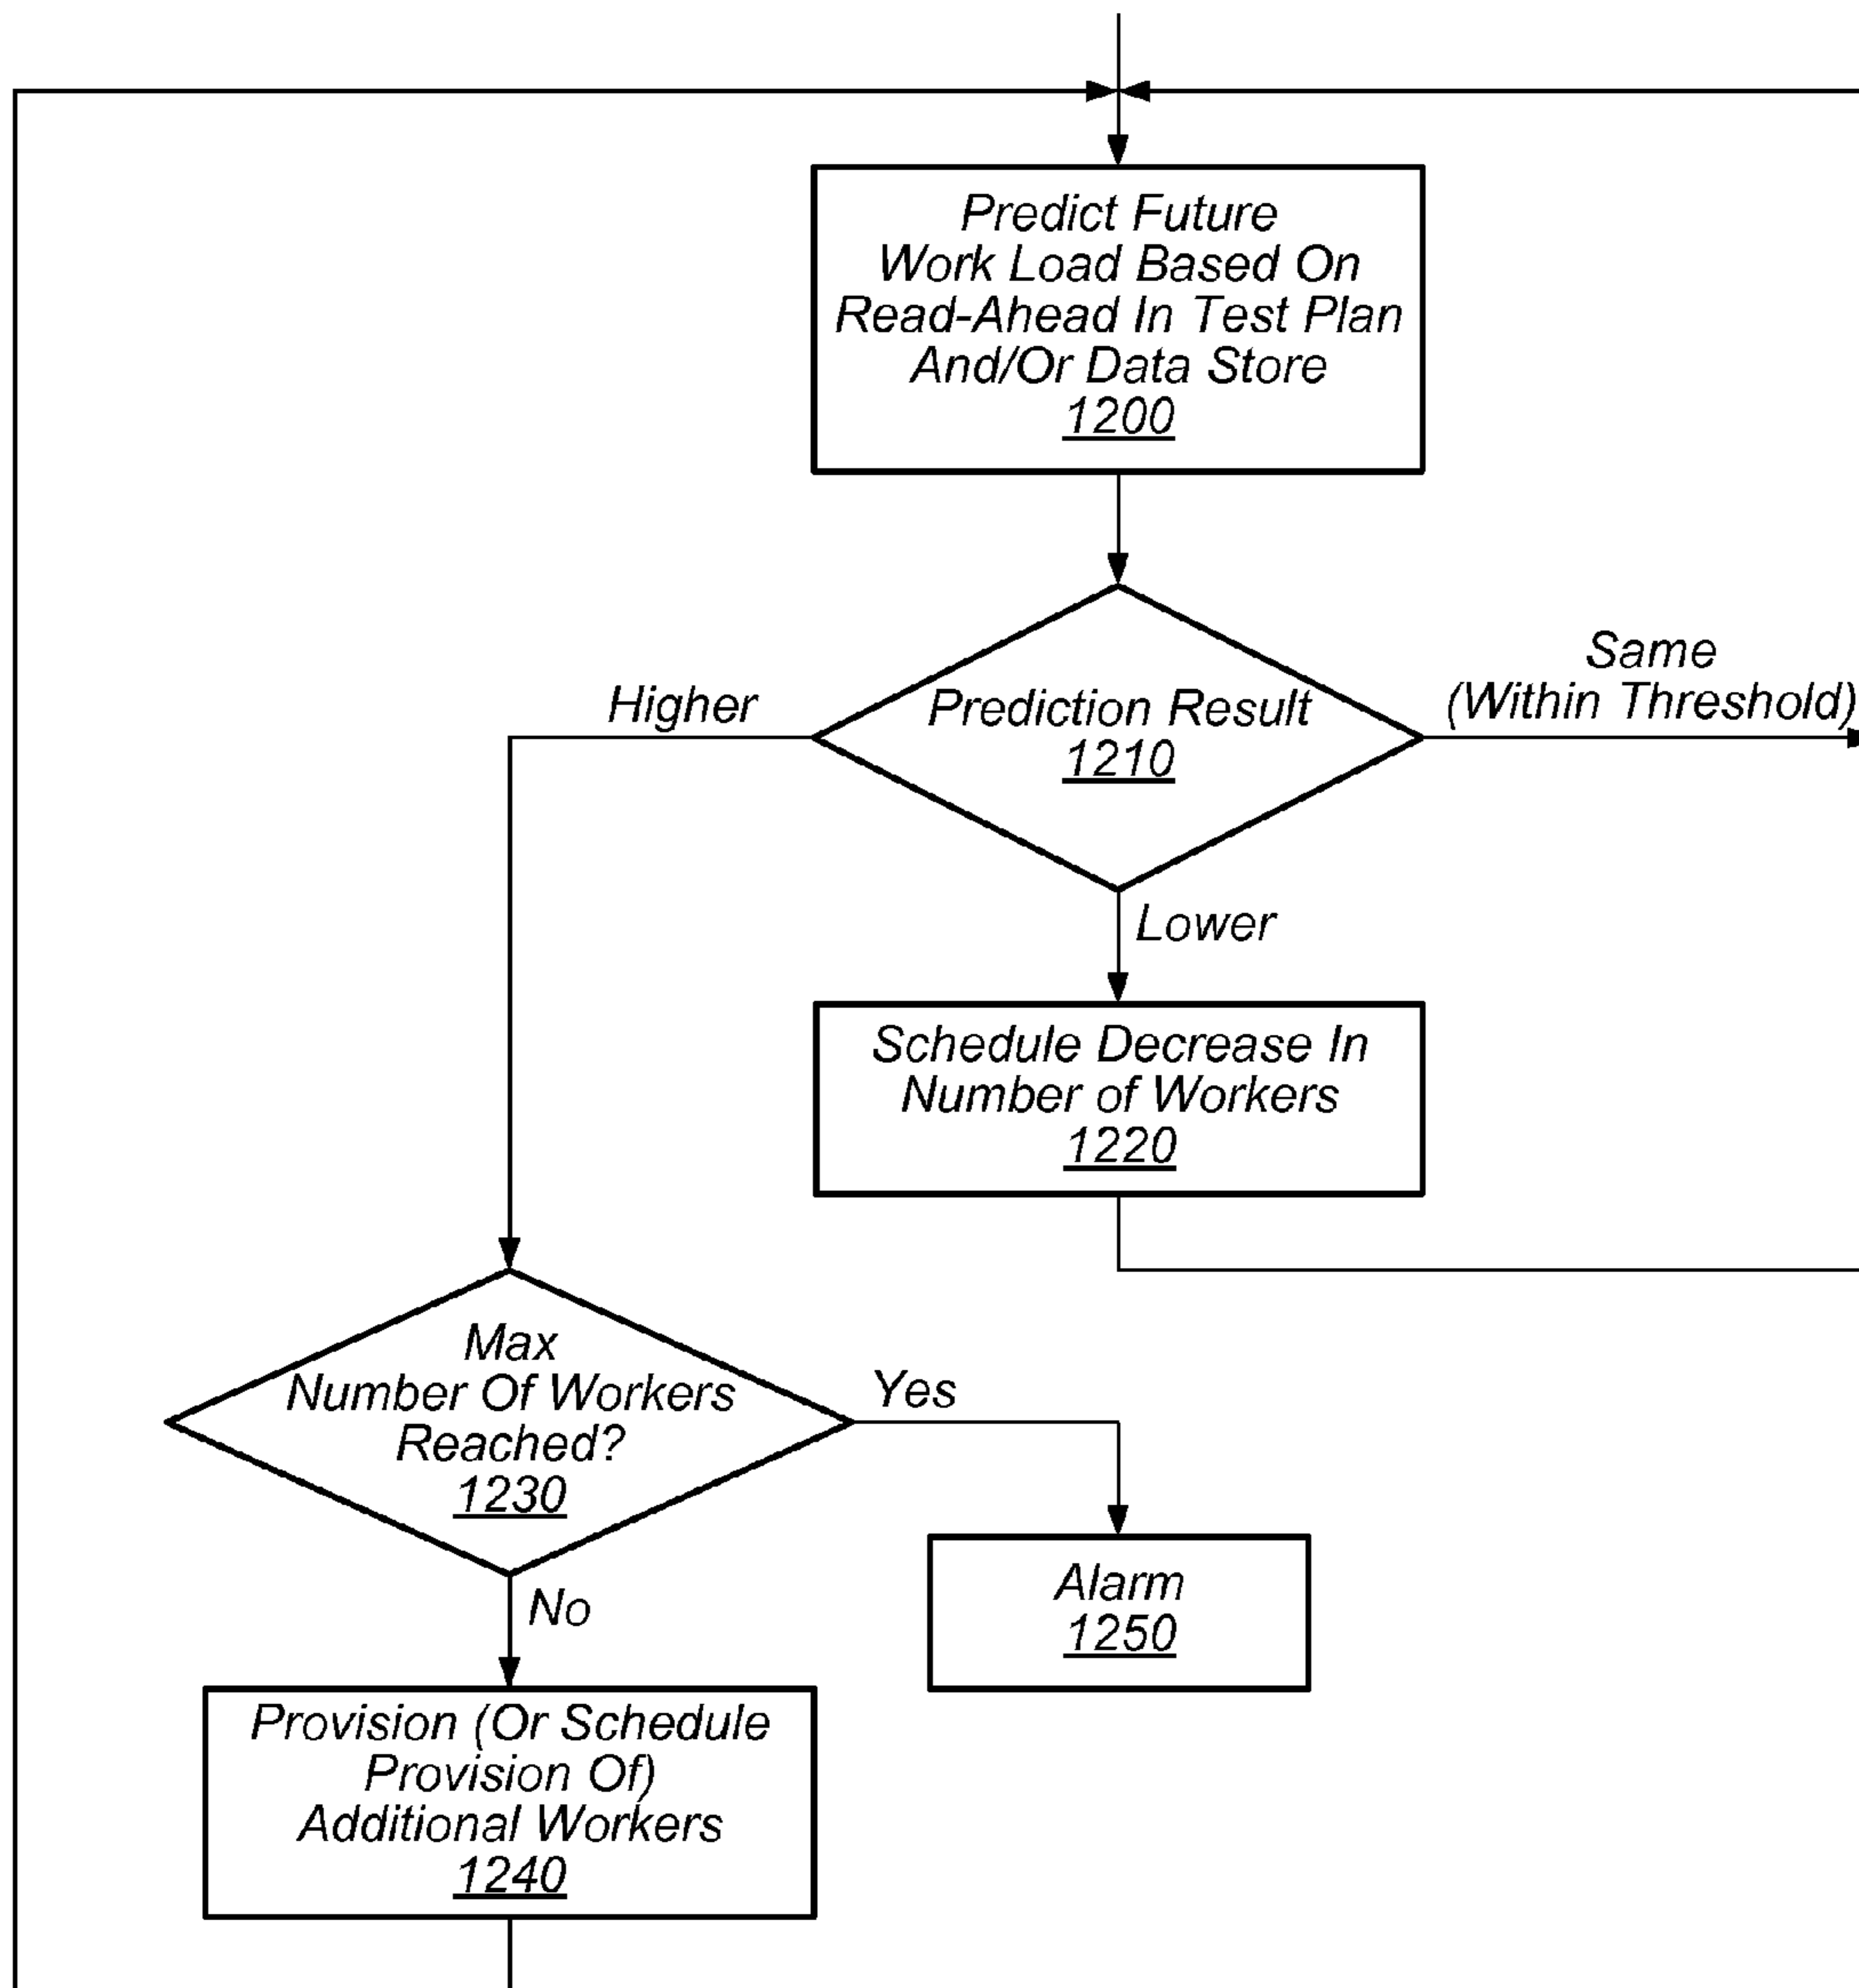 Predict Future
Work Load Based On
Read-Ahead In Test Plan
And/Or Data Store
1200
Same
(Within Threshold)
Higher
Prediction Result
1210
Lower
Schedule Decrease In
Number of Workers
1220
Max
Number Of Workers
Reached?
1230
Yes
Alarm
1250
No
Provision (Or Schedule
Provision Of)
Additional Workers
1240